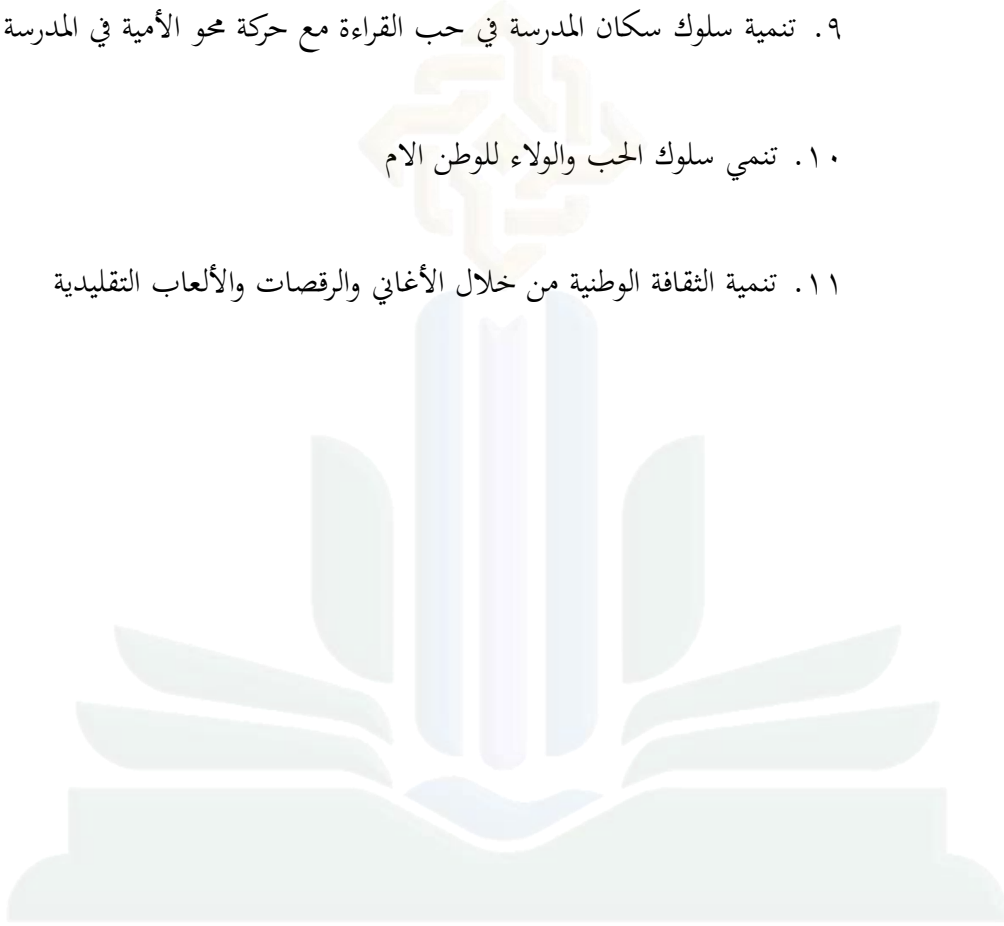 ٩. تنمية سلوك سكان المدرسة في حب القراءة مع حركة محو الأمية في المدرسة
١٠. تنمي سلوك الحب والولاء للوطن الام
١١. تنمية الثقافة الوطنية من خلال الأغاني والرقصات والألعاب التقليدية